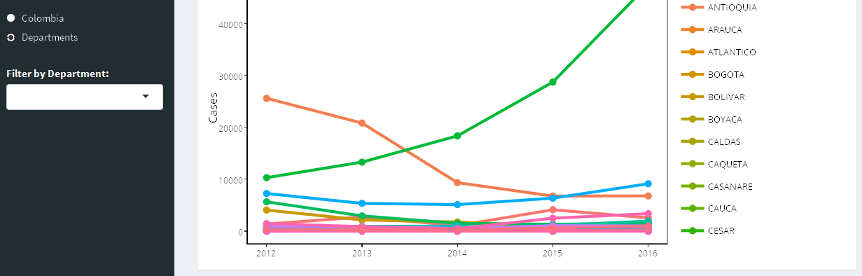 Colombia
Departments
Filter by Department:
Cases
40000
30000
20000
10000
0
2012
2013
2014
2015
2016
ANTIOQUIA
ARAUCA
ATLANTICO
BOGOTA
BOLIVAR
BOYACA
CALDAS
CAQUETA
CASANARE
CAUCA
CESAR